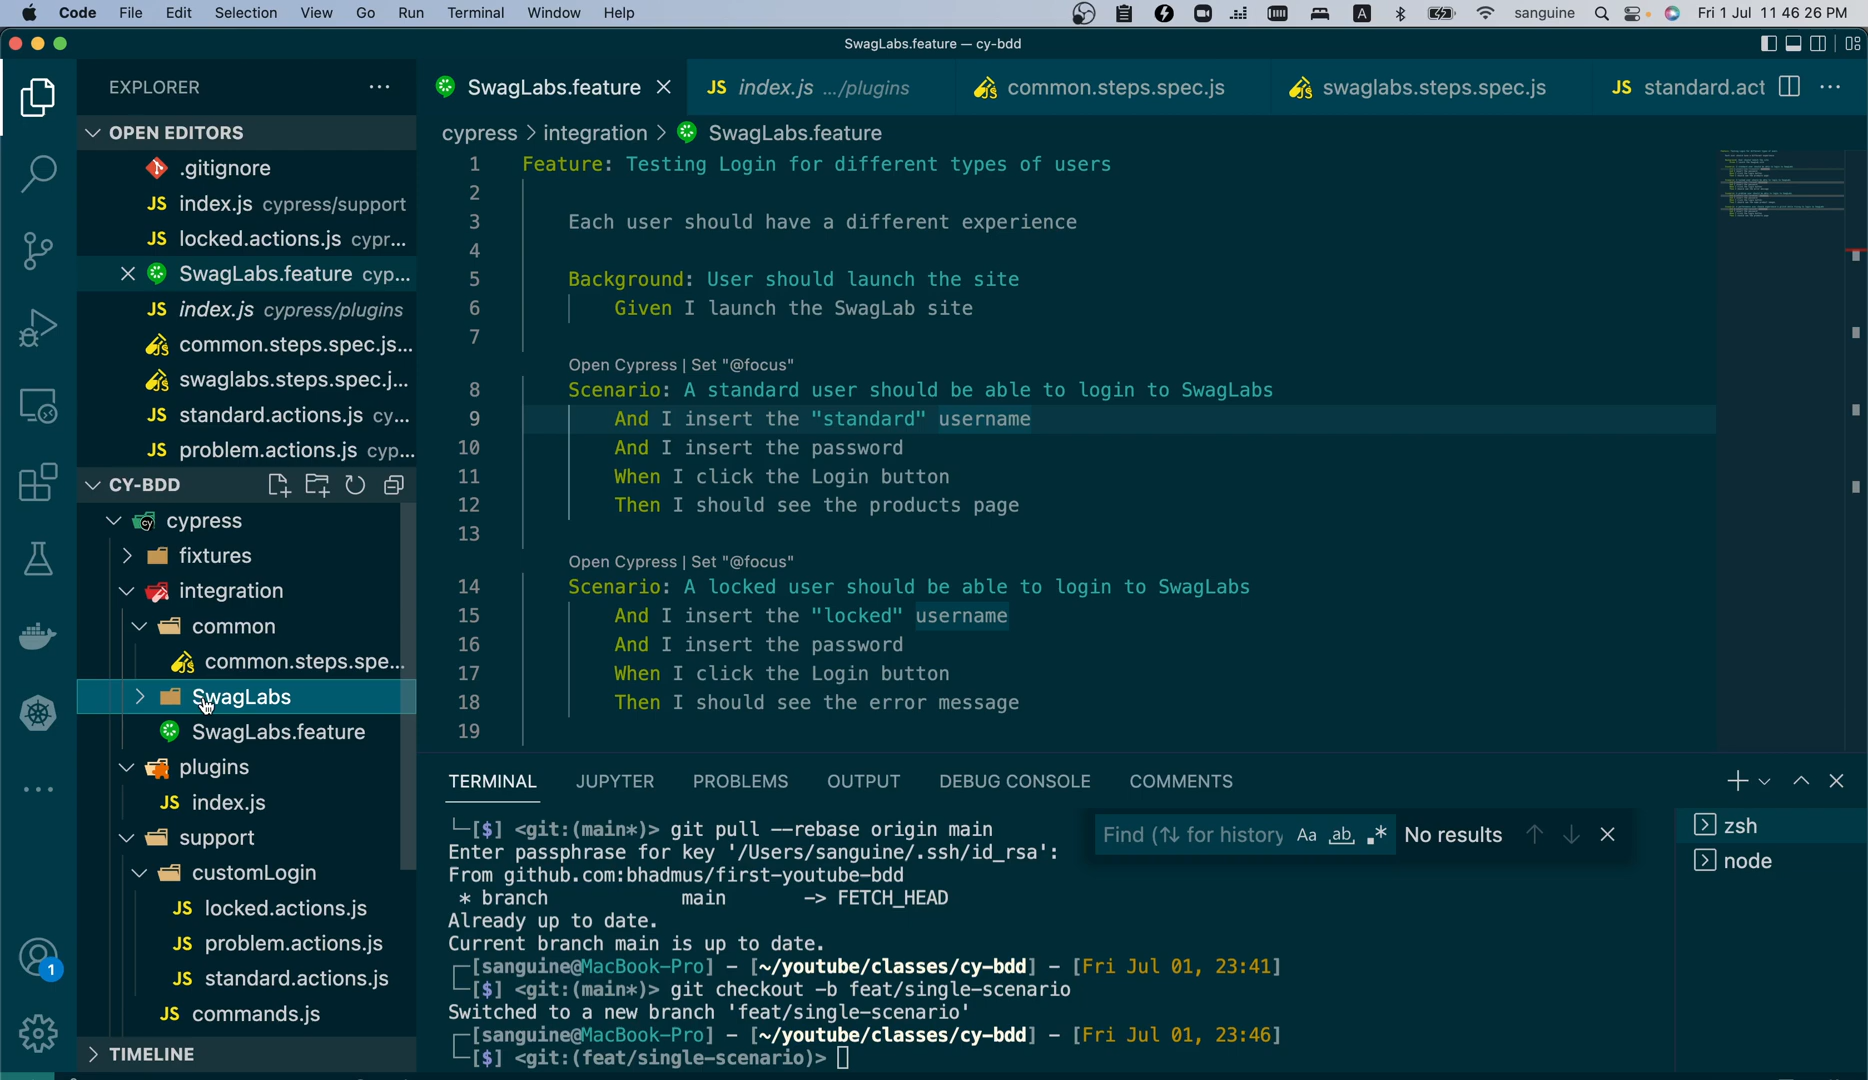 Code File Edit Selection View Go Run Terminal Window Help
A sanguine Fri 1 Jul 11 46 26 PM
SwagLabs.feature — cy-bdd
EXPLORER
SwagLabs.feature
JS index.js .../plugins
common.steps.spec.js
swaglabs.steps.spec.js
JS standard.act
OPEN EDITORS
.gitignore
JS index.js cypress/support
JS locked.actions.js cypr...
SwagLabs.feature cyp...
JS index.js cypress/plugins
common.steps.spec.js...
swaglabs.steps.spec.j...
JS standard.actions.js cy...
JS problem.actions.js cyp...
CY-BDD
cypress
fixtures
integration
common
common.steps.spe...
SwagLabs
SwagLabs.feature
plugins
JS index.js
support
customLogin
JS locked.actions.js
JS problem.actions.js
JS standard.actions.js
JS commands.js
TIMELINE
1
cypress > integration > SwagLabs.feature
1 Feature: Testing Login for different types of users
2
3 Each user should have a different experience
4
5 Background: User should launch the site
6 Given I launch the SwagLab site
7
Open Cypress | Set "@focus"
8 Scenario: A standard user should be able to login to SwagLabs
9 And I insert the "standard" username
10 And I insert the password
11 When I click the Login button
12 Then I should see the products page
13
Open Cypress | Set "@focus"
14 Scenario: A locked user should be able to login to SwagLabs
15 And I insert the "locked" username
16 And I insert the password
17 When I click the Login button
18 Then I should see the error message
19
TERMINAL JUPYTER PROBLEMS OUTPUT DEBUG CONSOLE COMMENTS
Find (⇅ for history Aa ab .* No results
zsh
node
└─[$] <git:(main*)> git pull --rebase origin main
Enter passphrase for key '/Users/sanguine/.ssh/id_rsa':
From github.com:bhadmus/first-youtube-bdd
* branch main -> FETCH_HEAD
Already up to date.
Current branch main is up to date.
┌─[sanguine@MacBook-Pro] - [~/youtube/classes/cy-bdd] - [Fri Jul 01, 23:41]
└─[$] <git:(main*)> git checkout -b feat/single-scenario
Switched to a new branch 'feat/single-scenario'
┌─[sanguine@MacBook-Pro] - [~/youtube/classes/cy-bdd] - [Fri Jul 01, 23:46]
└─[$] <git:(feat/single-scenario)>